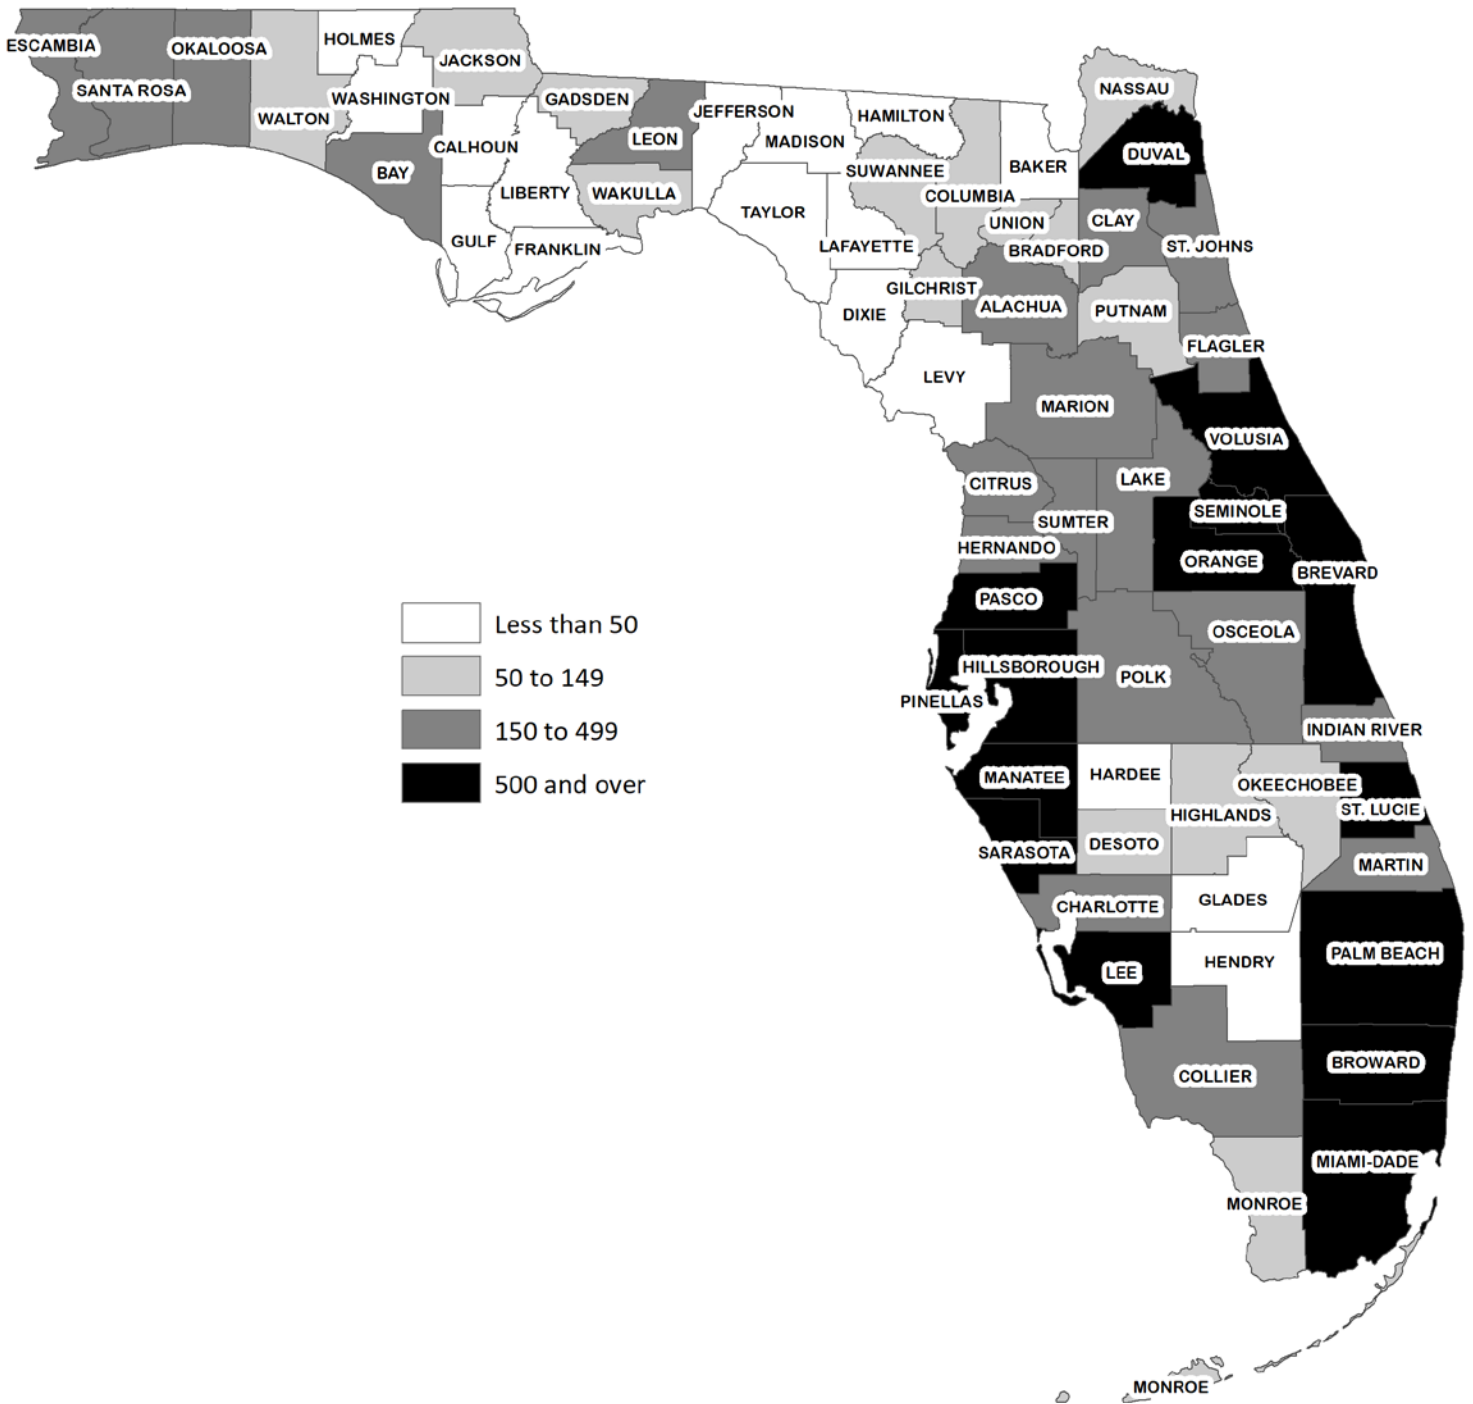 ESCAMBIA
SANTA ROSA
OKALOOSA
WALTON
HOLMES
WASHINGTON
BAY
JACKSON
CALHOUN
GULF
GADSDEN
LIBERTY
FRANKLIN
LEON
WAKULLA
JEFFERSON
MADISON
TAYLOR
HAMILTON
SUWANNEE
LAFAYETTE
DIXIE
COLUMBIA
GILCHRIST
LEVY
BAKER
UNION
BRADFORD
ALACHUA
NASSAU
DUVAL
CLAY
ST. JOHNS
PUTNAM
FLAGLER
MARION
VOLUSIA
CITRUS
SUMTER
LAKE
HERNANDO
SEMINOLE
ORANGE
BREVARD
PASCO
OSCEOLA
HILLSBOROUGH
POLK
PINELLAS
INDIAN RIVER
MANATEE
HARDEE
OKEECHOBEE
HIGHLANDS
ST. LUCIE
SARASOTA
DESOTO
MARTIN
CHARLOTTE
GLADES
LEE
HENDRY
PALM BEACH
COLLIER
BROWARD
MIAMI-DADE
MONROE
MONROE
Less than 50
50 to 149
150 to 499
500 and over